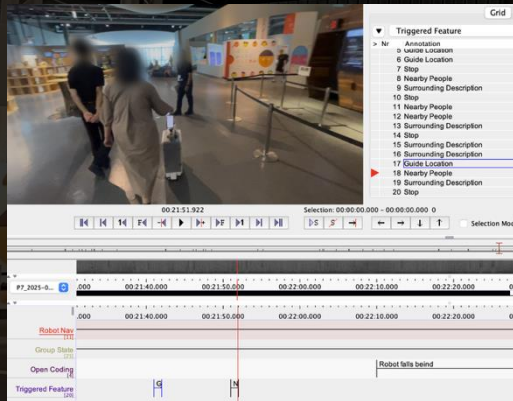 Grid
▼ Triggered Feature
> Nr Annotation
5 Guide Location
6 Guide Location
7 Stop
8 Nearby People
9 Surrounding Description
10 Stop
11 Nearby People
12 Nearby People
13 Surrounding Description
14 Stop
15 Surrounding Description
16 Surrounding Description
17 Guide Location
18 Nearby People
19 Surrounding Description
20 Stop
00:21:51.922
Selection: 00:00:00.000 - 00:00:00.000 0
Selection Mod
P7_2025-0...
.000 00:21:40.000 00:21:50.000 00:22:00.000 00:22:10.000 00:22:20.000 0
.000 00:21:40.000 00:21:50.000 00:22:00.000 00:22:10.000 00:22:20.000 0
Robot Nav
Group State
Open Coding
Robot falls beind
Triggered Feature
[20]
G
N